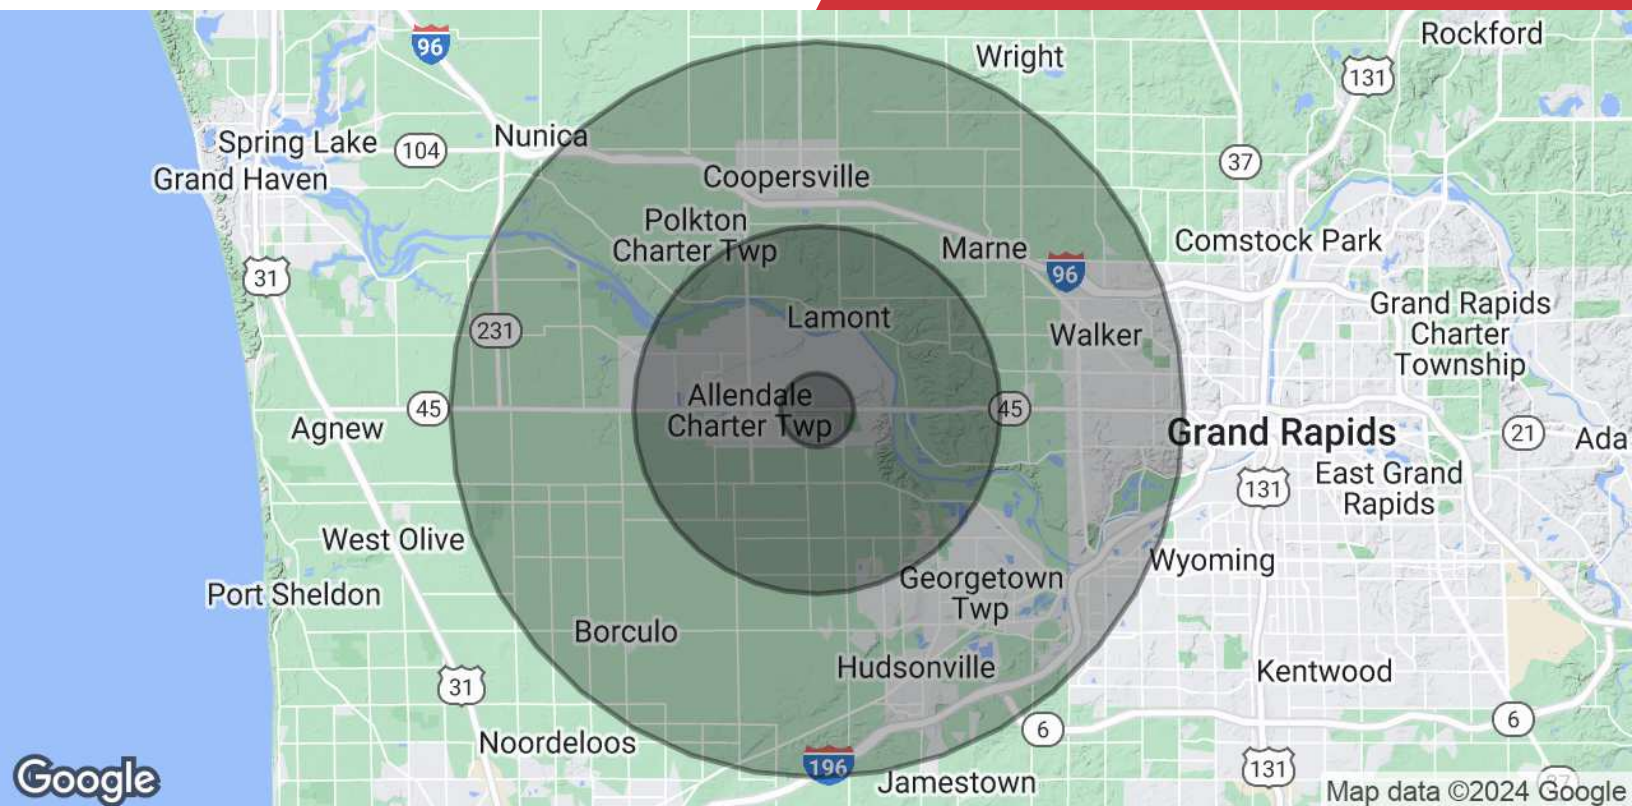 Rockford
96
Wright
131
Nunica
Spring Lake
104
37
Coopersville
Grand Haven
Polkton
Charter Twp
Marne
Comstock Park
31
96
Lamont
Grand Rapids
Charter
Township
231
Walker
Allendale
Charter Twp
45
45
Agnew
Grand Rapids
21
Ada
East Grand
Rapids
131
West Olive
Wyoming
Georgetown
Twp
Port Sheldon
Borculo
Hudsonville
Kentwood
31
6
6
Noordeloos
196
131
Jamestown
37
Google
Map data ©2024 Google